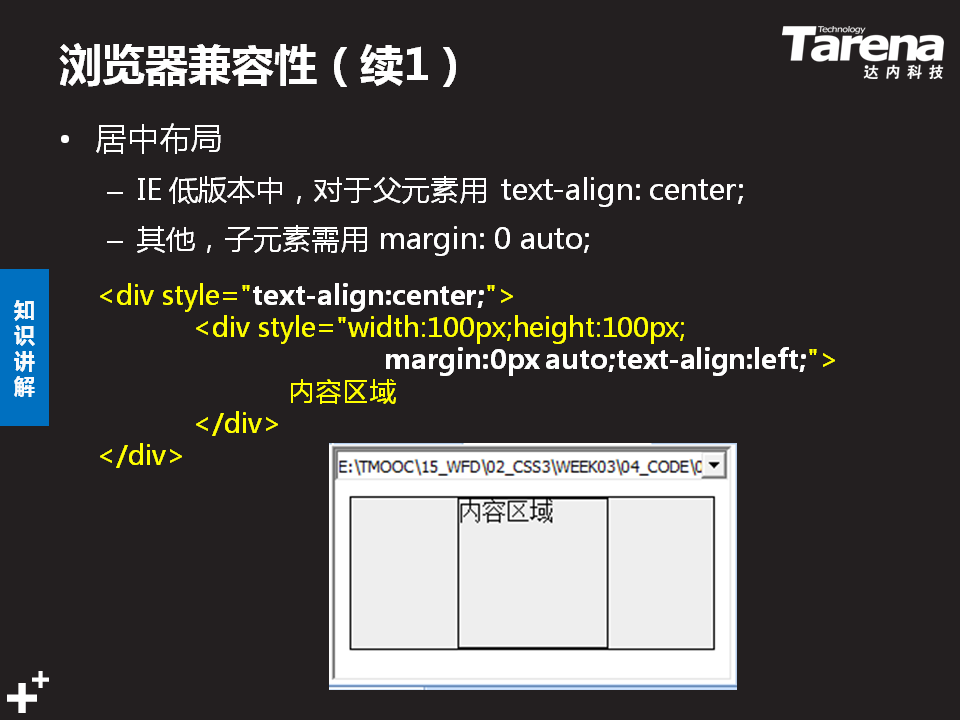 浏览器兼容性（续1）
Technology
Tarena
达内科技
• 居中布局
– IE 低版本中，对于父元素用 text-align: center;
– 其他，子元素需用 margin: 0 auto;
知识讲解
<div style="text-align:center;">
<div style="width:100px;height:100px;
margin:0px auto;text-align:left;">
内容区域
</div>
</div>
E:\TMOOC\15_WFD\02_CSS3\WEEK03\04_CODE\
内容区域